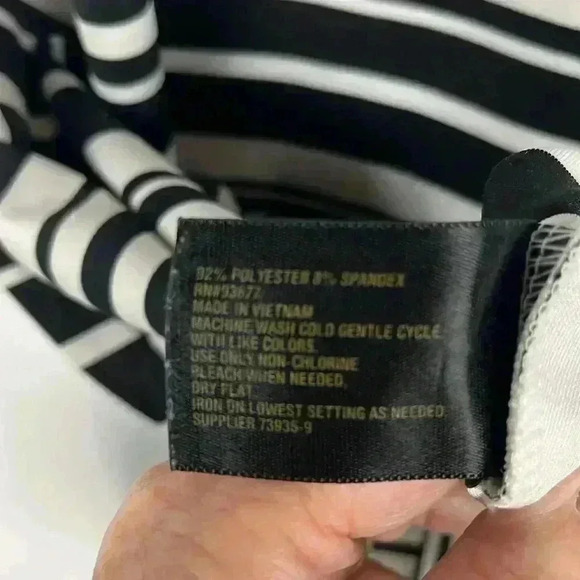 92% POLYESTER 8% SPANDEX
RN#93677
MADE IN VIETNAM
MACHINE WASH COLD GENTLE CYCLE.
WITH LIKE COLORS.
USE ONLY NON-CHLORINE
BLEACH WHEN NEEDED.
DRY FLAT
IRON ON LOWEST SETTING AS NEEDED.
SUPPLIER 73935-9